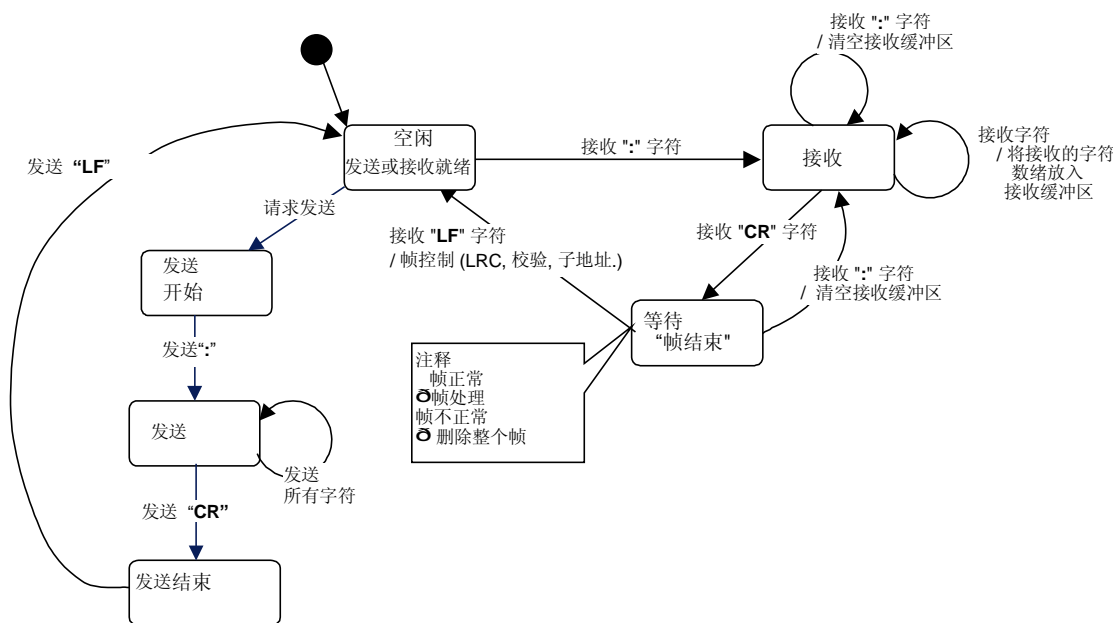 接收 ":" 字符
/ 清空接收缓冲区
空闲
发送或接收就绪
接收 ":" 字符
接收
接收字符
/ 将接收的字符
数绪放入
接收缓冲区
发送 “LF”
请求发送
接收 "LF" 字符
/ 帧控制 (LRC, 校验, 子地址.)
接收 "CR" 字符
接收 ":" 字符
/ 清空接收缓冲区
发送
开始
等待
“帧结束"
发送“:”
注释
帧正常
ð帧处理
帧不正常
ð 删除整个帧
发送
发送
所有字符
发送 “CR”
发送结束